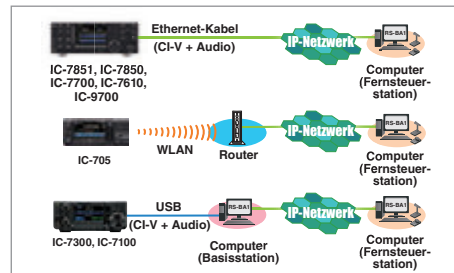 Ethernet-Kabel
(CI-V + Audio)
IP-Netzwerk
RS-BA1
IC-7851, IC-7850,
IC-7700, IC-7610,
IC-9700
Computer
(Fernsteuer-
station)
IC-705
WLAN
Router
IP-Netzwerk
RS-BA1
Computer
(Fernsteuer-
station)
USB
(CI-V + Audio)
RS-BA1
IP-Netzwerk
RS-BA1
IC-7300, IC-7100
Computer
(Basisstation)
Computer
(Fernsteuer-
station)